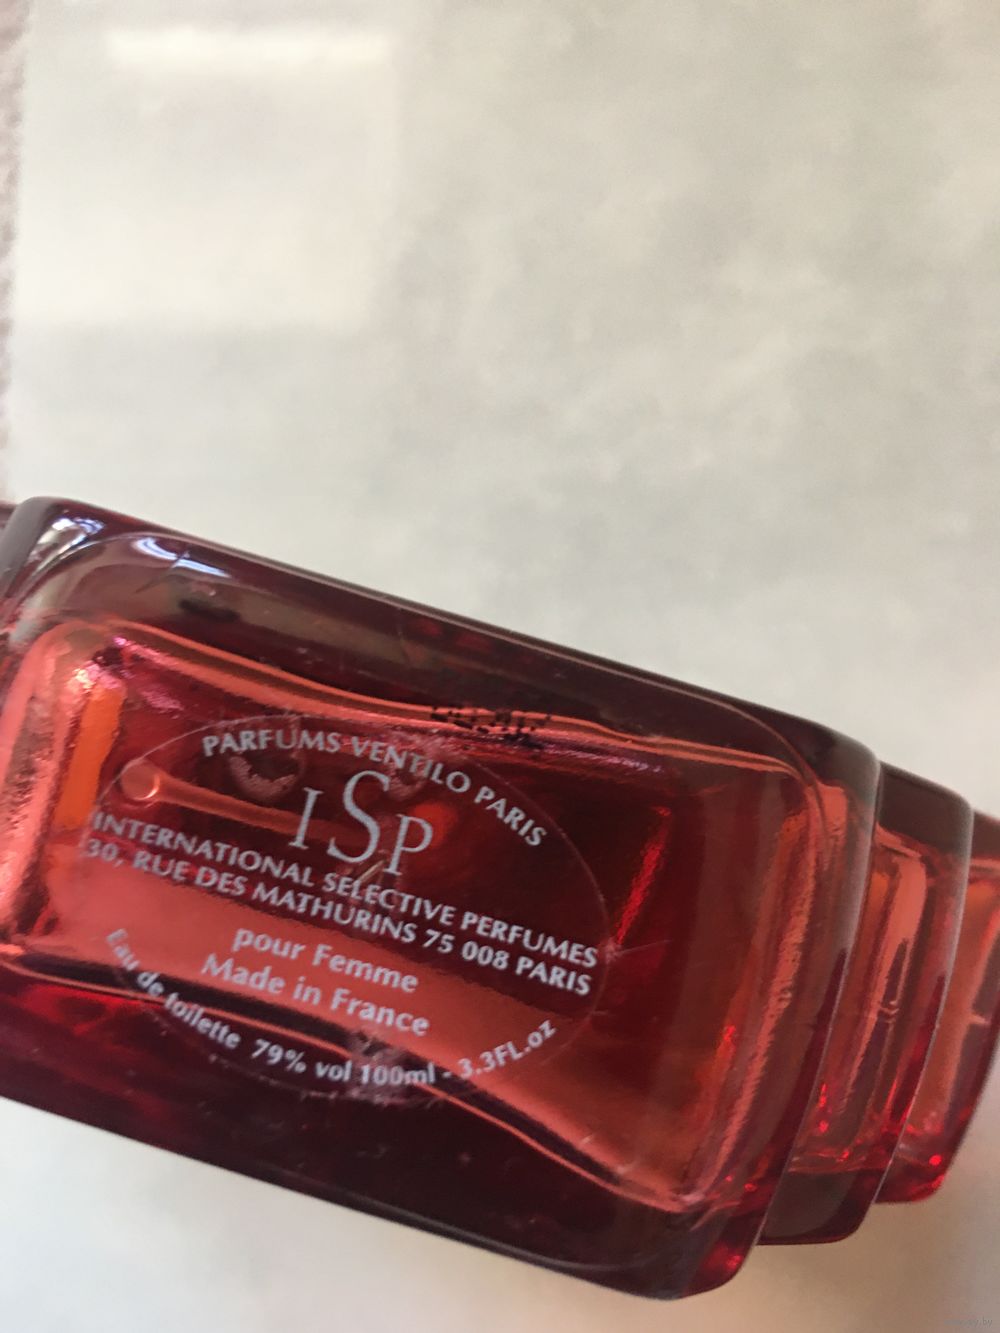 PARFUMS VENTILO PARIS
ISP
INTERNATIONAL SELECTIVE PERFUMES
30, RUE DES MATHURINS 75 008 PARIS
pour Femme
Made in France
Eau de toilette 79% vol 100ml - 3.3FL.oz